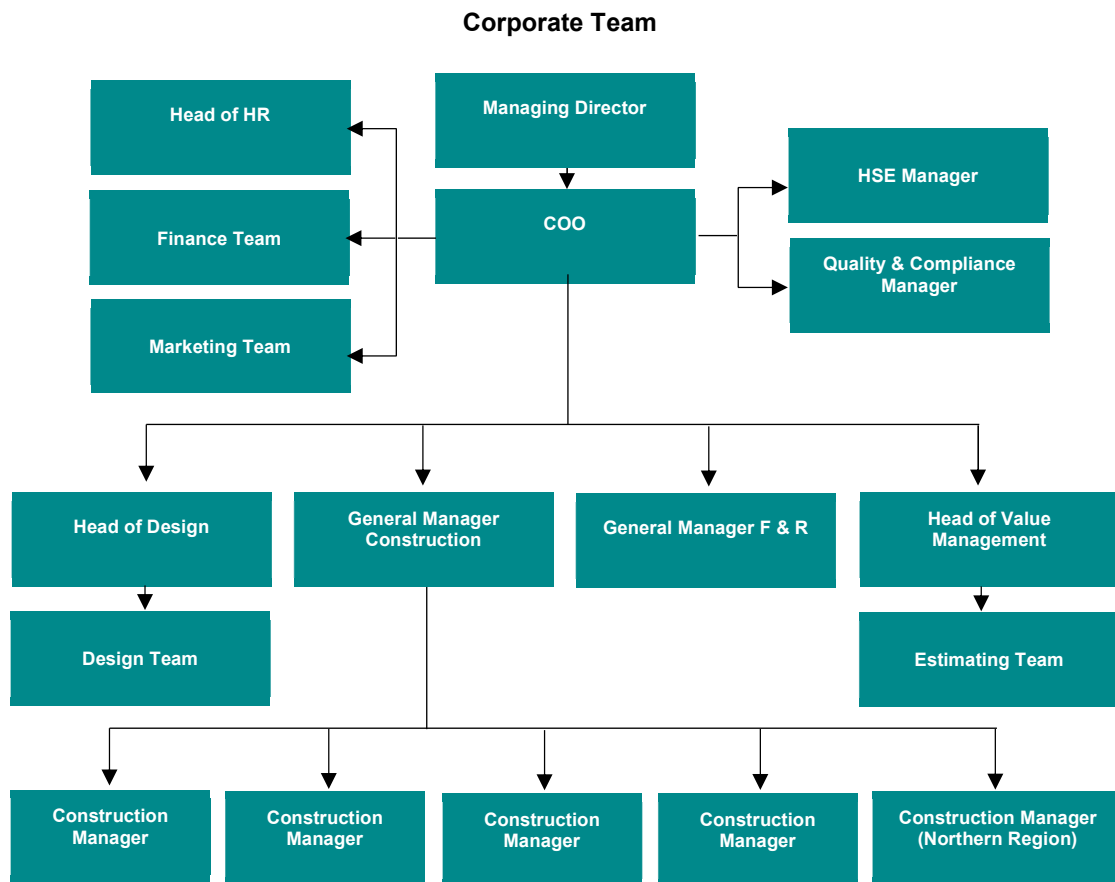 Corporate Team
Head of HR
Managing Director
HSE Manager
Finance Team
COO
Quality & Compliance
Manager
Marketing Team
Head of Design
General Manager
Construction
General Manager F & R
Head of Value
Management
Design Team
Estimating Team
Construction
Manager
Construction
Manager
Construction
Manager
Construction
Manager
Construction Manager
(Northern Region)